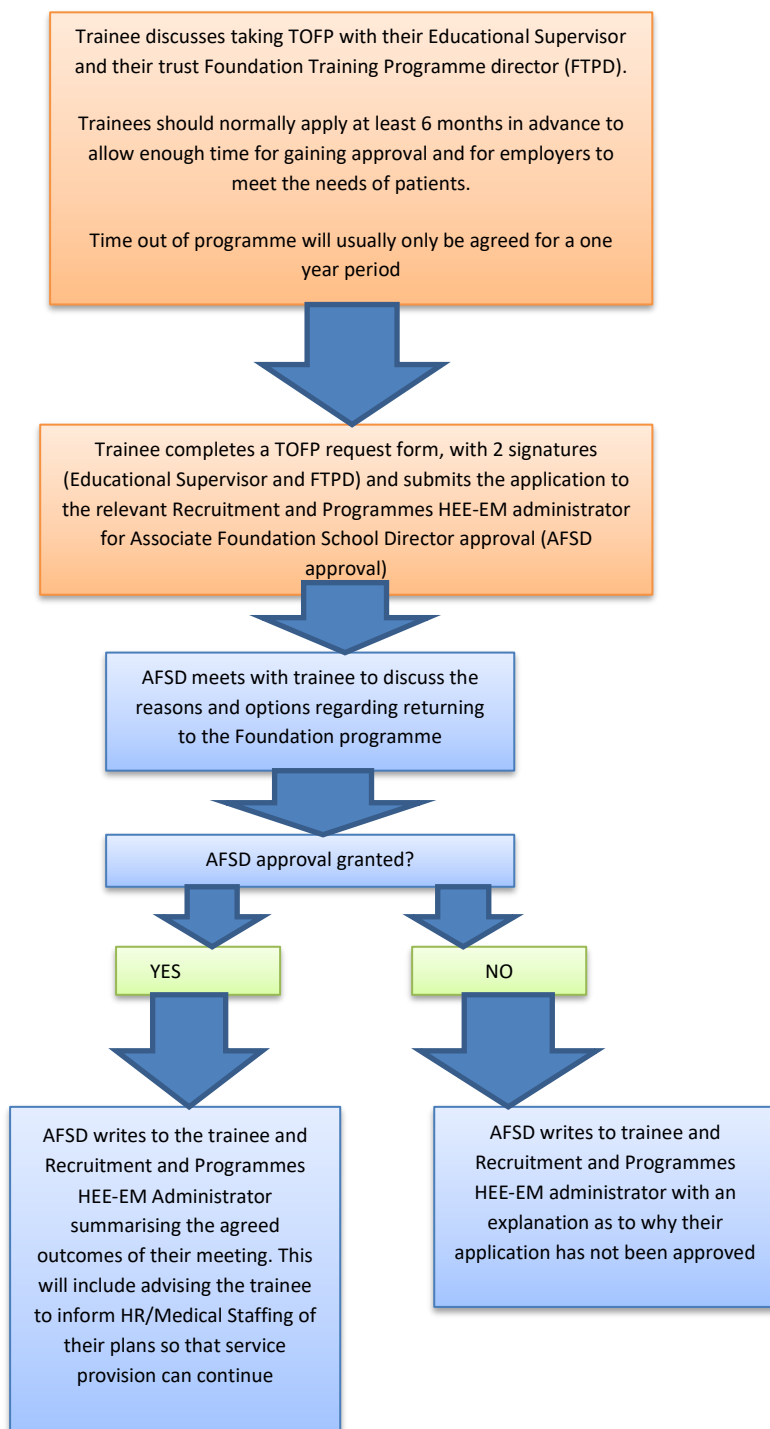 Trainee discusses taking TOFP with their Educational Supervisor
and their trust Foundation Training Programme director (FTPD).
Trainees should normally apply at least 6 months in advance to
allow enough time for gaining approval and for employers to
meet the needs of patients.
Time out of programme will usually only be agreed for a one
year period
Trainee completes a TOFP request form, with 2 signatures
(Educational Supervisor and FTPD) and submits the application to
the relevant Recruitment and Programmes HEE-EM administrator
for Associate Foundation School Director approval (AFSD
approval)
AFSD meets with trainee to discuss the
reasons and options regarding returning
to the Foundation programme
AFSD approval granted?
YES
NO
AFSD writes to the trainee and
Recruitment and Programmes
HEE-EM Administrator
summarising the agreed
outcomes of their meeting. This
will include advising the trainee
to inform HR/Medical Staffing of
their plans so that service
provision can continue
AFSD writes to trainee and
Recruitment and Programmes
HEE-EM administrator with an
explanation as to why their
application has not been approved